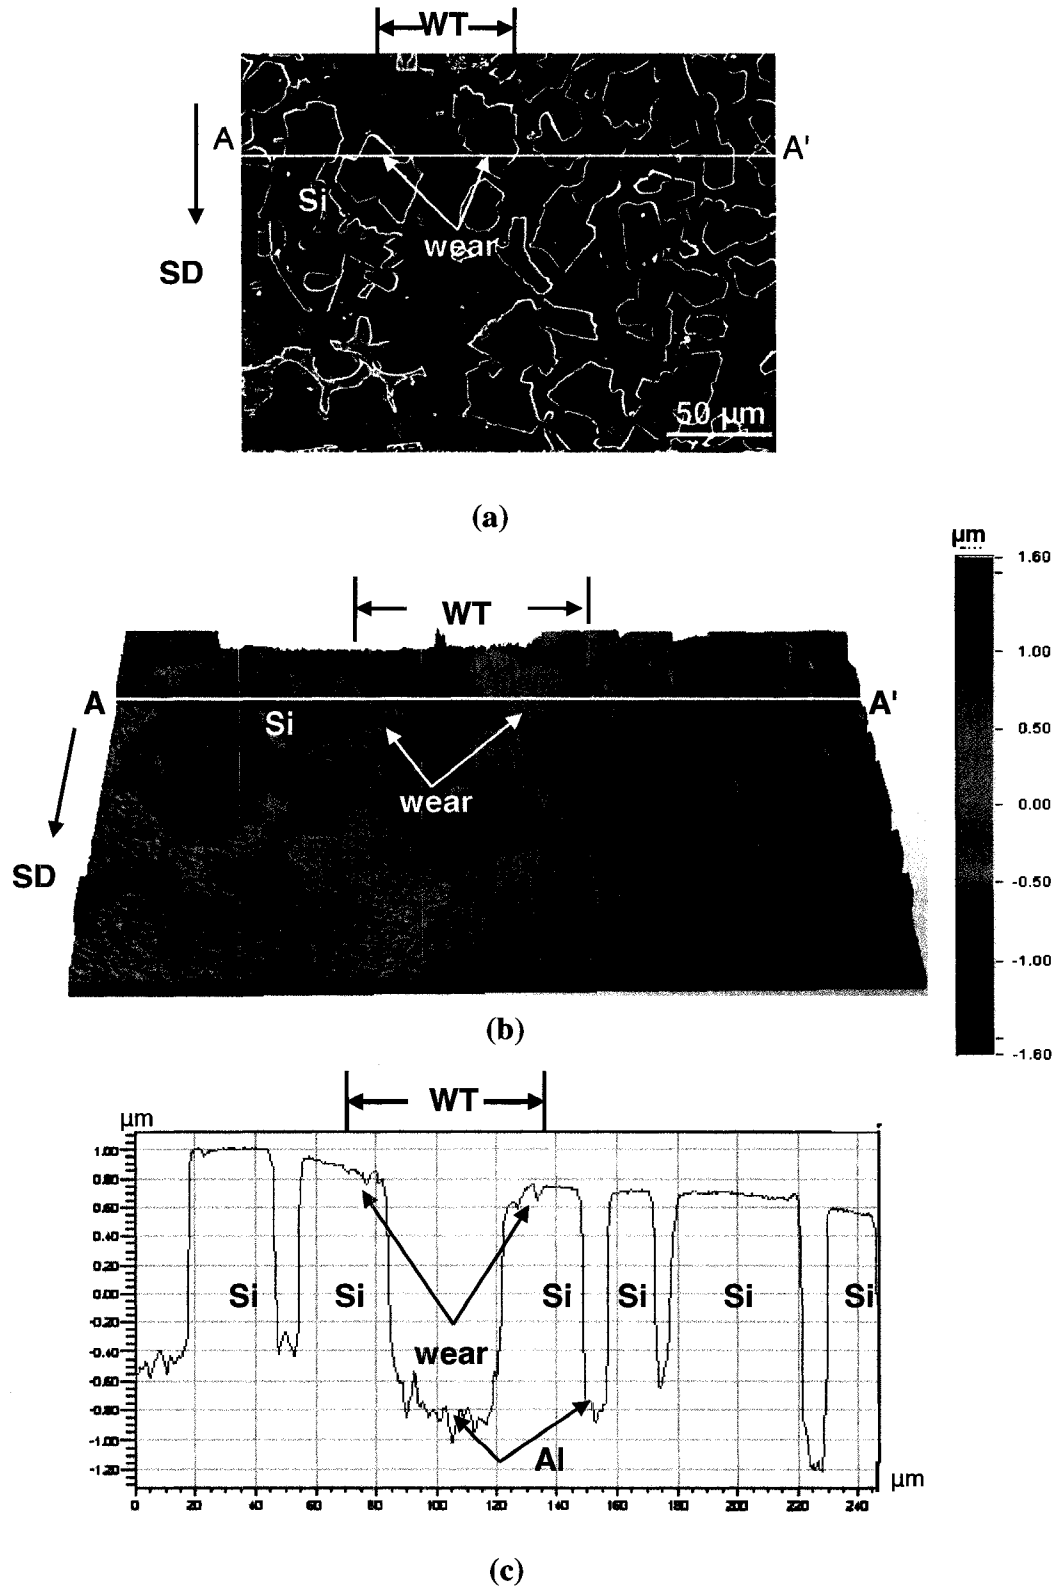 WT
A
A'
Si
wear
SD
50 µm
(a)
µm
1.60
WT
1.00
A
A'
Si
0.50
wear
0.00
SD
-0.50
-1.00
(b)
-1.60
WT
µm
1.00
0.80
0.60
0.40
0.20
0.00
Si Si Si Si Si Si
-0.20
wear
-0.40
-0.60
-0.80
-1.00
Al
-1.20
µm
0 20 40 60 80 100 120 140 160 180 200 220 240
(c)